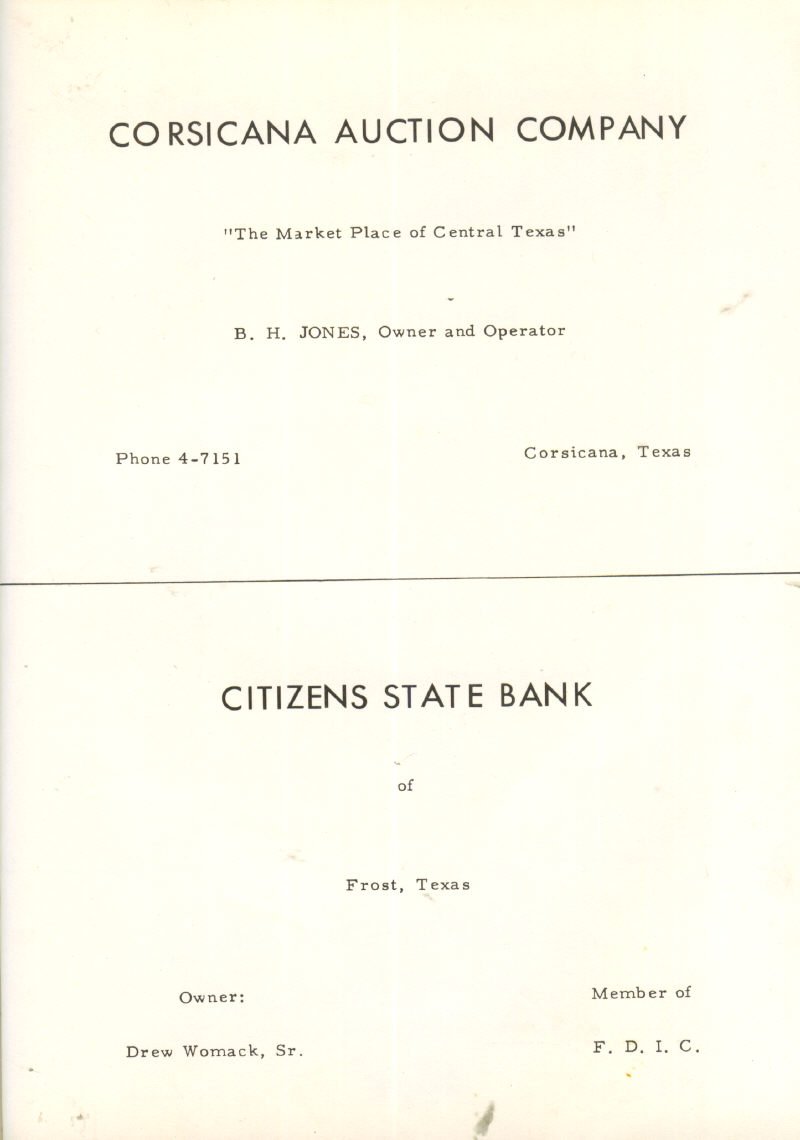 CORSICANA AUCTION COMPANY
"The Market Place of Central Texas"
B. H. JONES, Owner and Operator
Phone 4-7151 Corsicana, Texas
CITIZENS STATE BANK
of
Frost, Texas
Owner: Member of
Drew Womack, Sr. F. D. I. C.